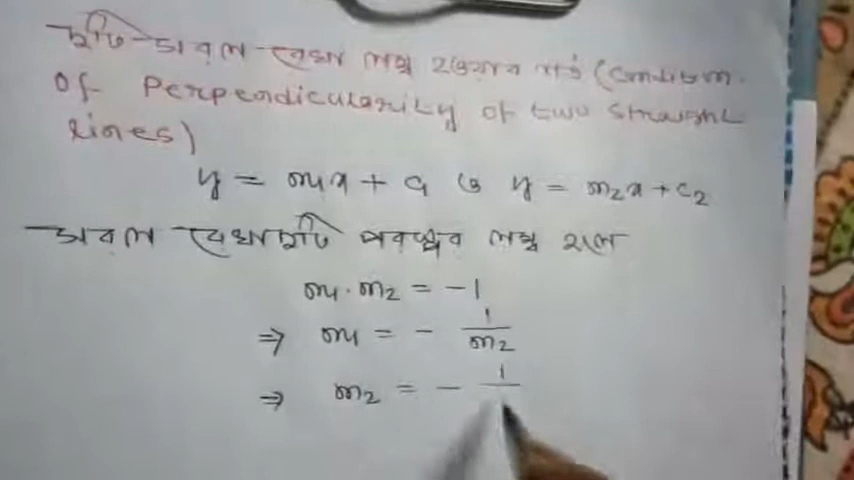 দুটি সরল রেখা লম্ব হওয়ার শর্ত (Condition
Of Perpendicularity of two straight
lines)
y = m₁x + c₁ ও y = m₂x + c₂
সরল রেখাদুটি পরস্পর লম্ব হলে
m₁ . m₂ = -1
⇒ m₁ = - 1/m₂
⇒ m₂ = - 1